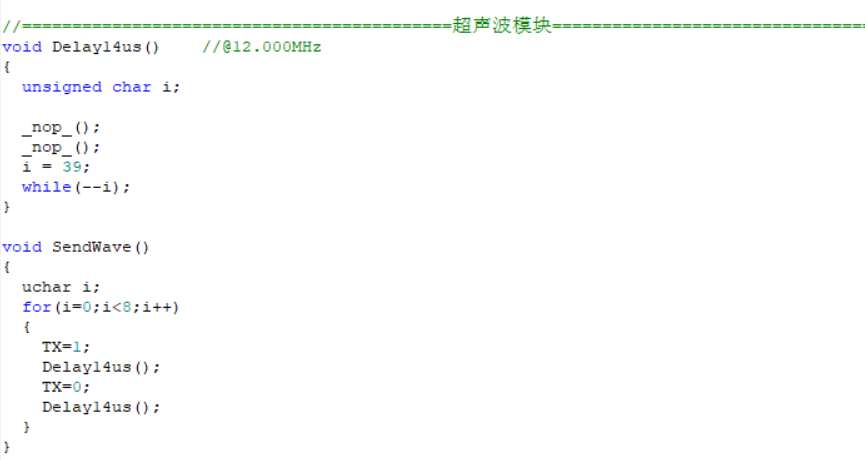 //===========================================超声波模块================================
void Delay14us()    //@12.000MHz
{
  unsigned char i;

  _nop_();
  _nop_();
  i = 39;
  while(--i);
}

void SendWave()
{
  uchar i;
  for(i=0;i<8;i++)
  {
    TX=1;
    Delay14us();
    TX=0;
    Delay14us();
  }
}